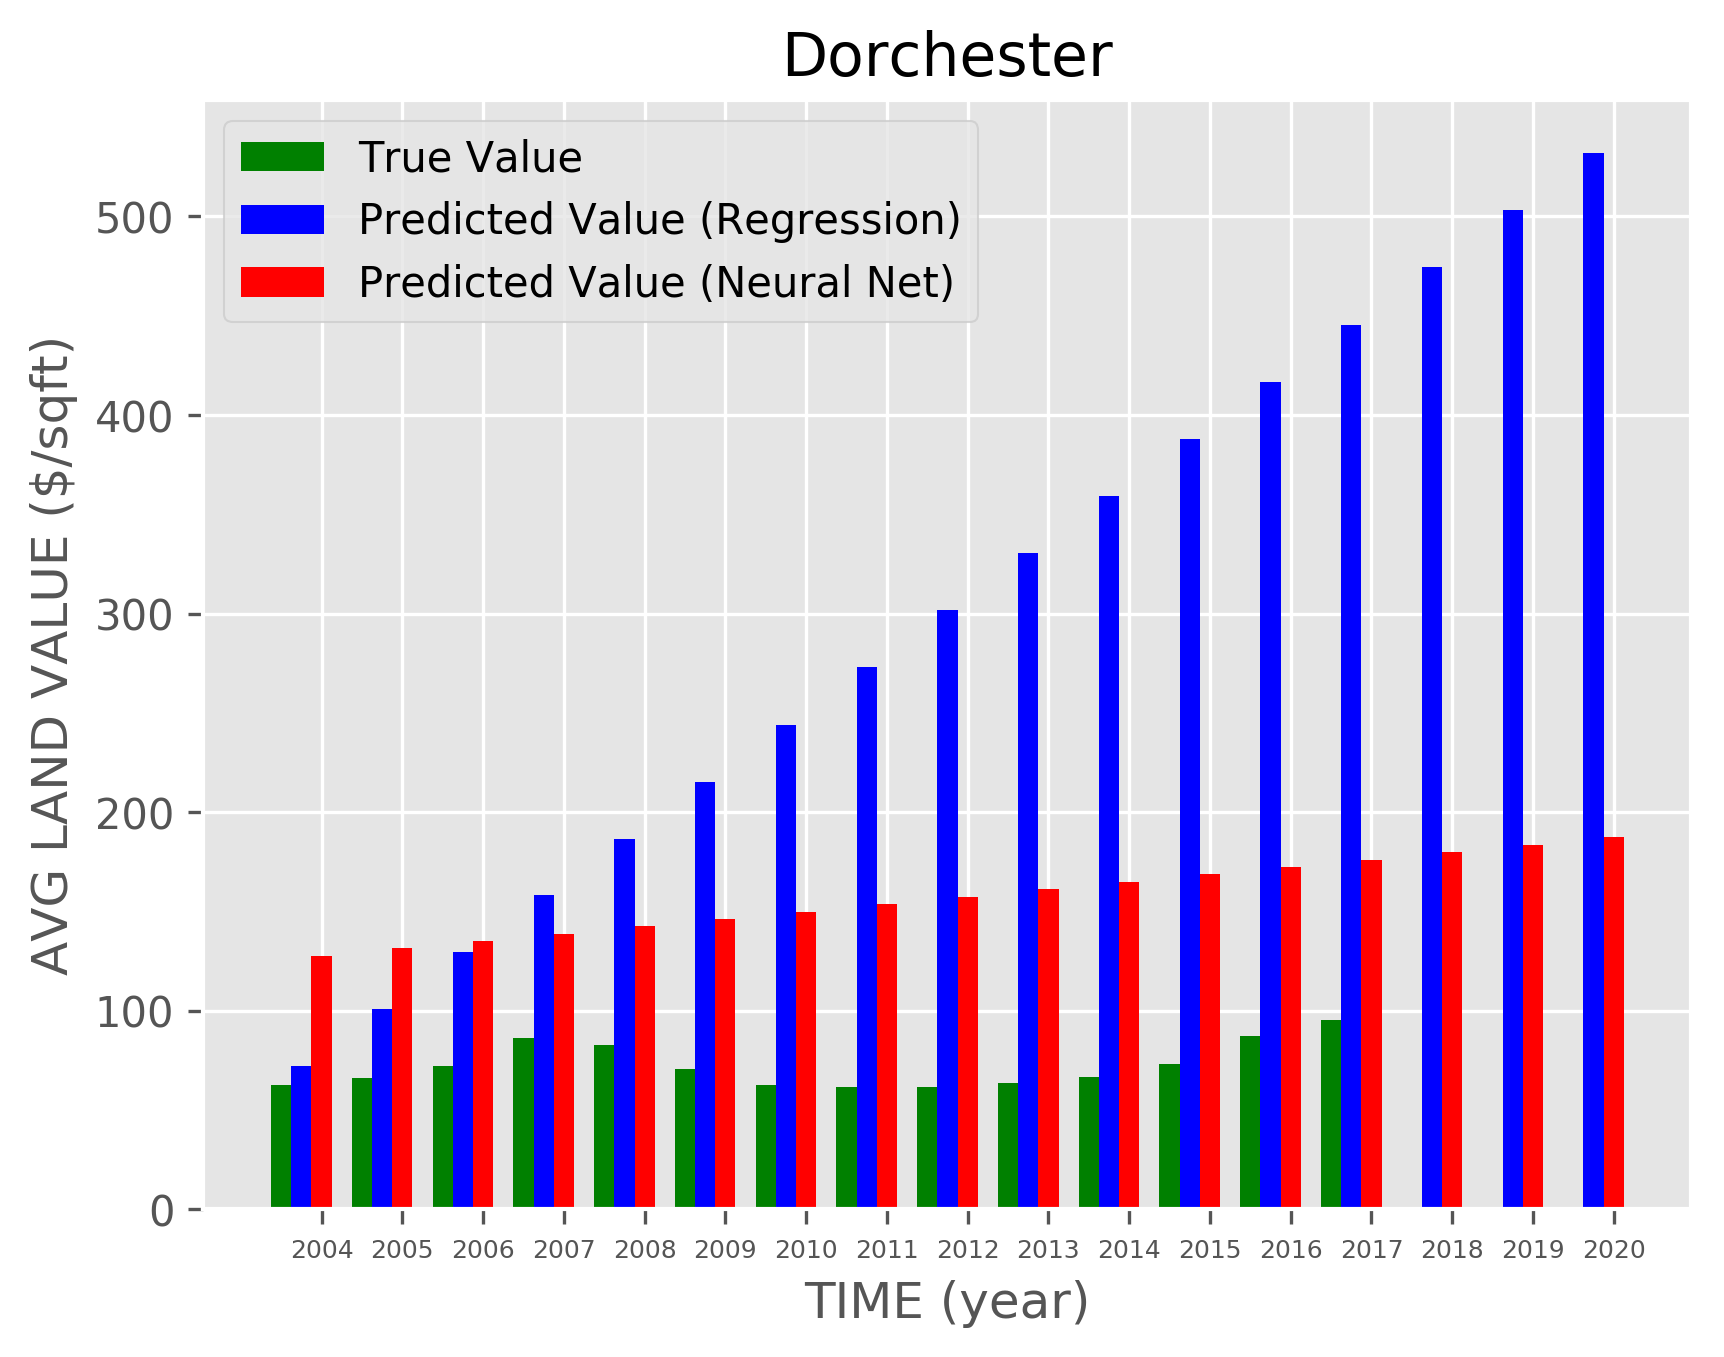 Dorchester
True Value
Predicted Value (Regression)
Predicted Value (Neural Net)
AVG LAND VALUE ($/sqft)
500
400
300
200
100
0
2004 2005 2006 2007 2008 2009 2010 2011 2012 2013 2014 2015 2016 2017 2018 2019 2020
TIME (year)